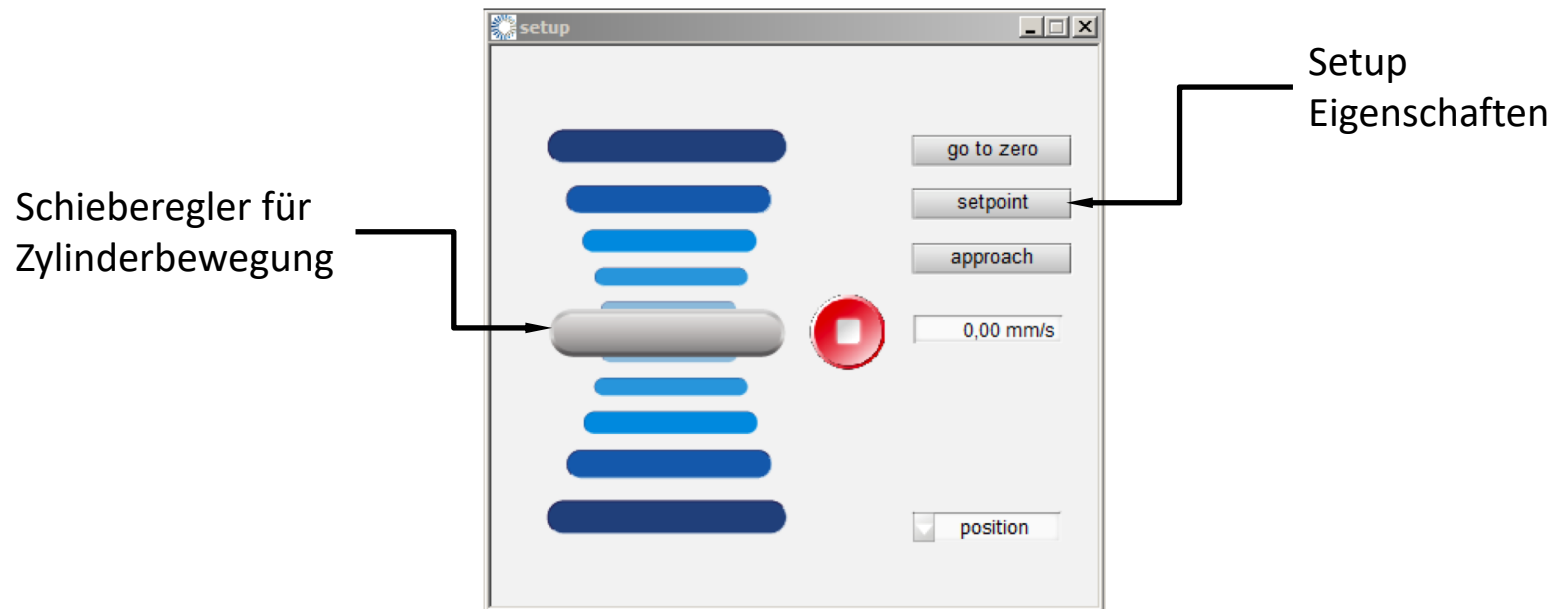 setup
Setup
Eigenschaften
go to zero
setpoint
Schieberegler für
Zylinderbewegung
approach
0,00 mm/s
position